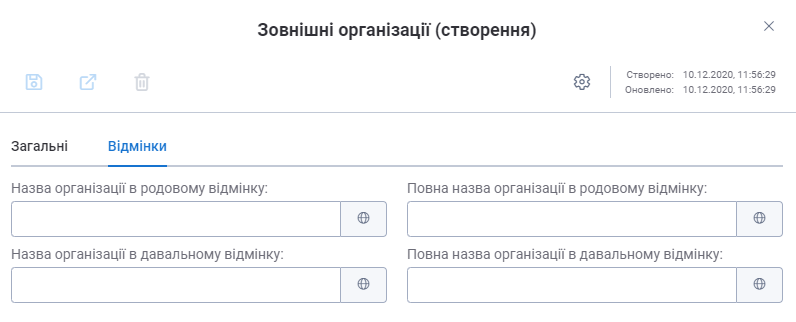 Зовнішні організації (створення)
Створено: 10.12.2020, 11:56:29
Оновлено: 10.12.2020, 11:56:29
Загальні Відмінки
Назва організації в родовому відмінку: Повна назва організації в родовому відмінку:
Назва організації в давальному відмінку: Повна назва організації в давальному відмінку: